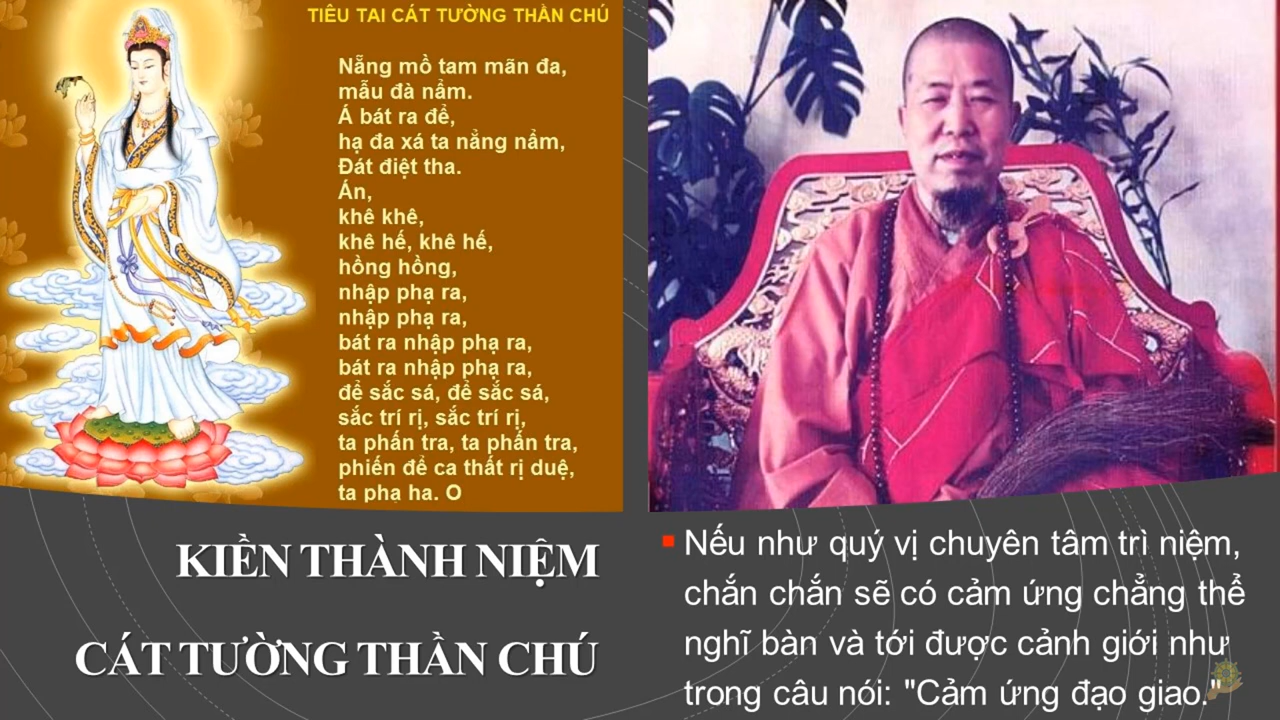 TIÊU TAI CÁT TƯỜNG THẦN CHÚ
Nẵng mồ tam mãn đa,
mẫu đà nẩm.
Á bát ra để,
hạ đa xá ta nẳng nẩm,
Đát điệt tha.
Án,
khê khê,
khê hế, khê hế,
hồng hồng,
nhập phạ ra,
nhập phạ ra,
bát ra nhập phạ ra,
bát ra nhập phạ ra,
để sắc sá, để sắc sá,
sắc trí rị, sắc trí rị,
ta phấn tra, ta phấn tra,
phiến để ca thất rị duệ,
ta phạ hạ. O
KIỀN THÀNH NIỆM
CÁT TƯỜNG THẦN CHÚ
Nếu như quý vị chuyên tâm trì niệm,
chắn chắn sẽ có cảm ứng chẳng thể
nghĩ bàn và tới được cảnh giới như
trong câu nói: "Cảm ứng đạo giao."